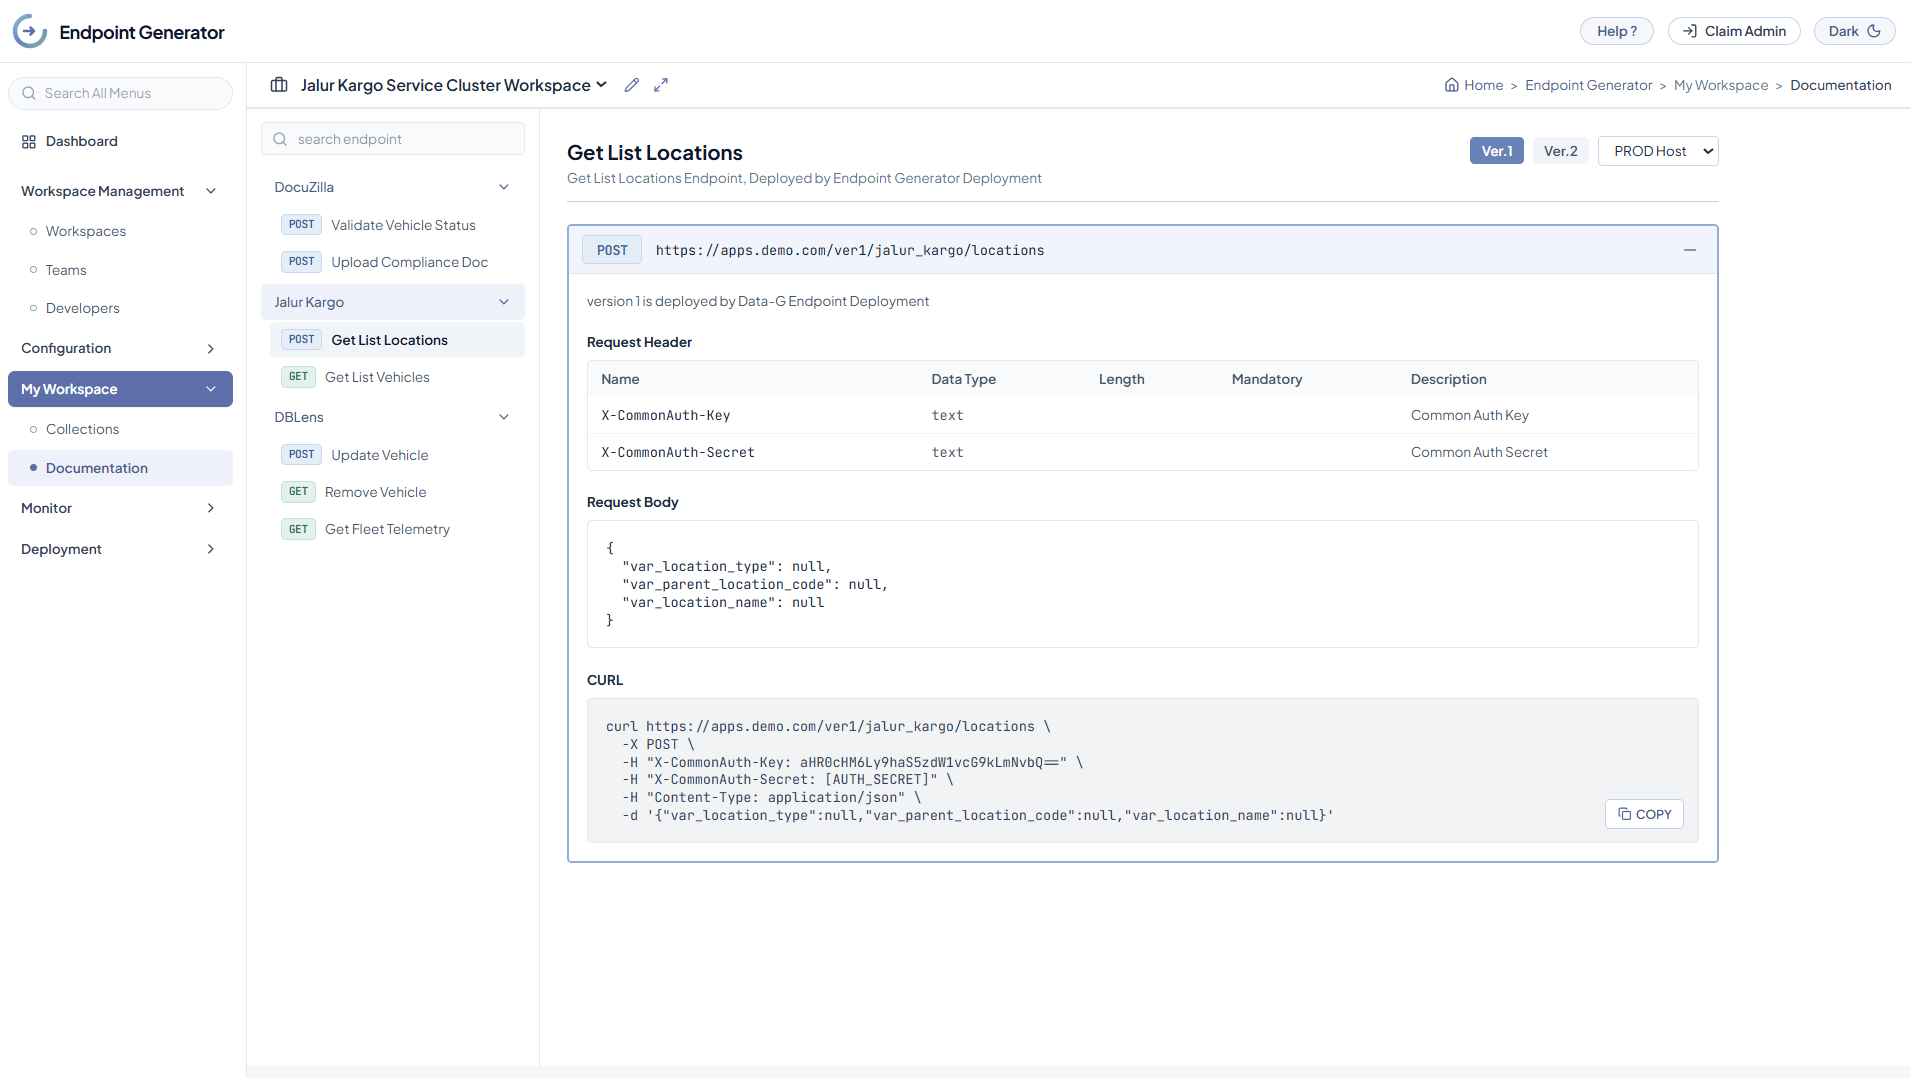 Endpoint Generator
Help ?
Claim Admin
Dark
Search All Menus
Dashboard
Workspace Management
Workspaces
Teams
Developers
Configuration
My Workspace
Collections
Documentation
Monitor
Deployment
Jalur Kargo Service Cluster Workspace
Home > Endpoint Generator > My Workspace > Documentation
search endpoint
DocuZilla
POST Validate Vehicle Status
POST Upload Compliance Doc
Jalur Kargo
POST Get List Locations
GET Get List Vehicles
DBLens
POST Update Vehicle
GET Remove Vehicle
GET Get Fleet Telemetry
Get List Locations
Ver.1
Ver.2
PROD Host
Get List Locations Endpoint, Deployed by Endpoint Generator Deployment
POST https://apps.demo.com/ver1/jalur_kargo/locations
version 1 is deployed by Data-G Endpoint Deployment
Request Header
Name Data Type Length Mandatory Description
X-CommonAuth-Key text Common Auth Key
X-CommonAuth-Secret text Common Auth Secret
Request Body
{
"var_location_type": null,
"var_parent_location_code": null,
"var_location_name": null
}
CURL
curl https://apps.demo.com/ver1/jalur_kargo/locations \
-X POST \
-H "X-CommonAuth-Key: aHR0cHM6Ly9haS5zdW1vcG9kLmNvbQ==" \
-H "X-CommonAuth-Secret: [AUTH_SECRET]" \
-H "Content-Type: application/json" \
-d '{"var_location_type":null,"var_parent_location_code":null,"var_location_name":null}'
COPY